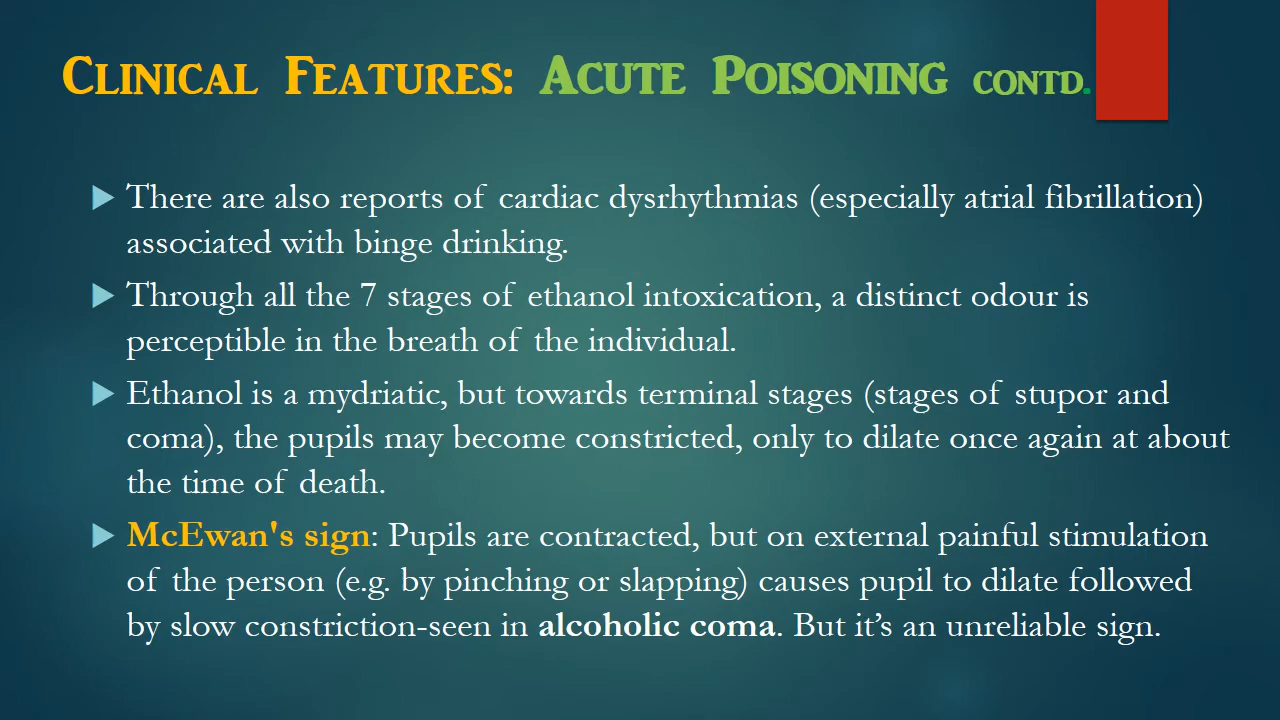 Clinical Features: Acute Poisoning contd.
There are also reports of cardiac dysrhythmias (especially atrial fibrillation)
associated with binge drinking.
Through all the 7 stages of ethanol intoxication, a distinct odour is
perceptible in the breath of the individual.
Ethanol is a mydriatic, but towards terminal stages (stages of stupor and
coma), the pupils may become constricted, only to dilate once again at about
the time of death.
McEwan's sign: Pupils are contracted, but on external painful stimulation
of the person (e.g. by pinching or slapping) causes pupil to dilate followed
by slow constriction-seen in alcoholic coma. But it’s an unreliable sign.